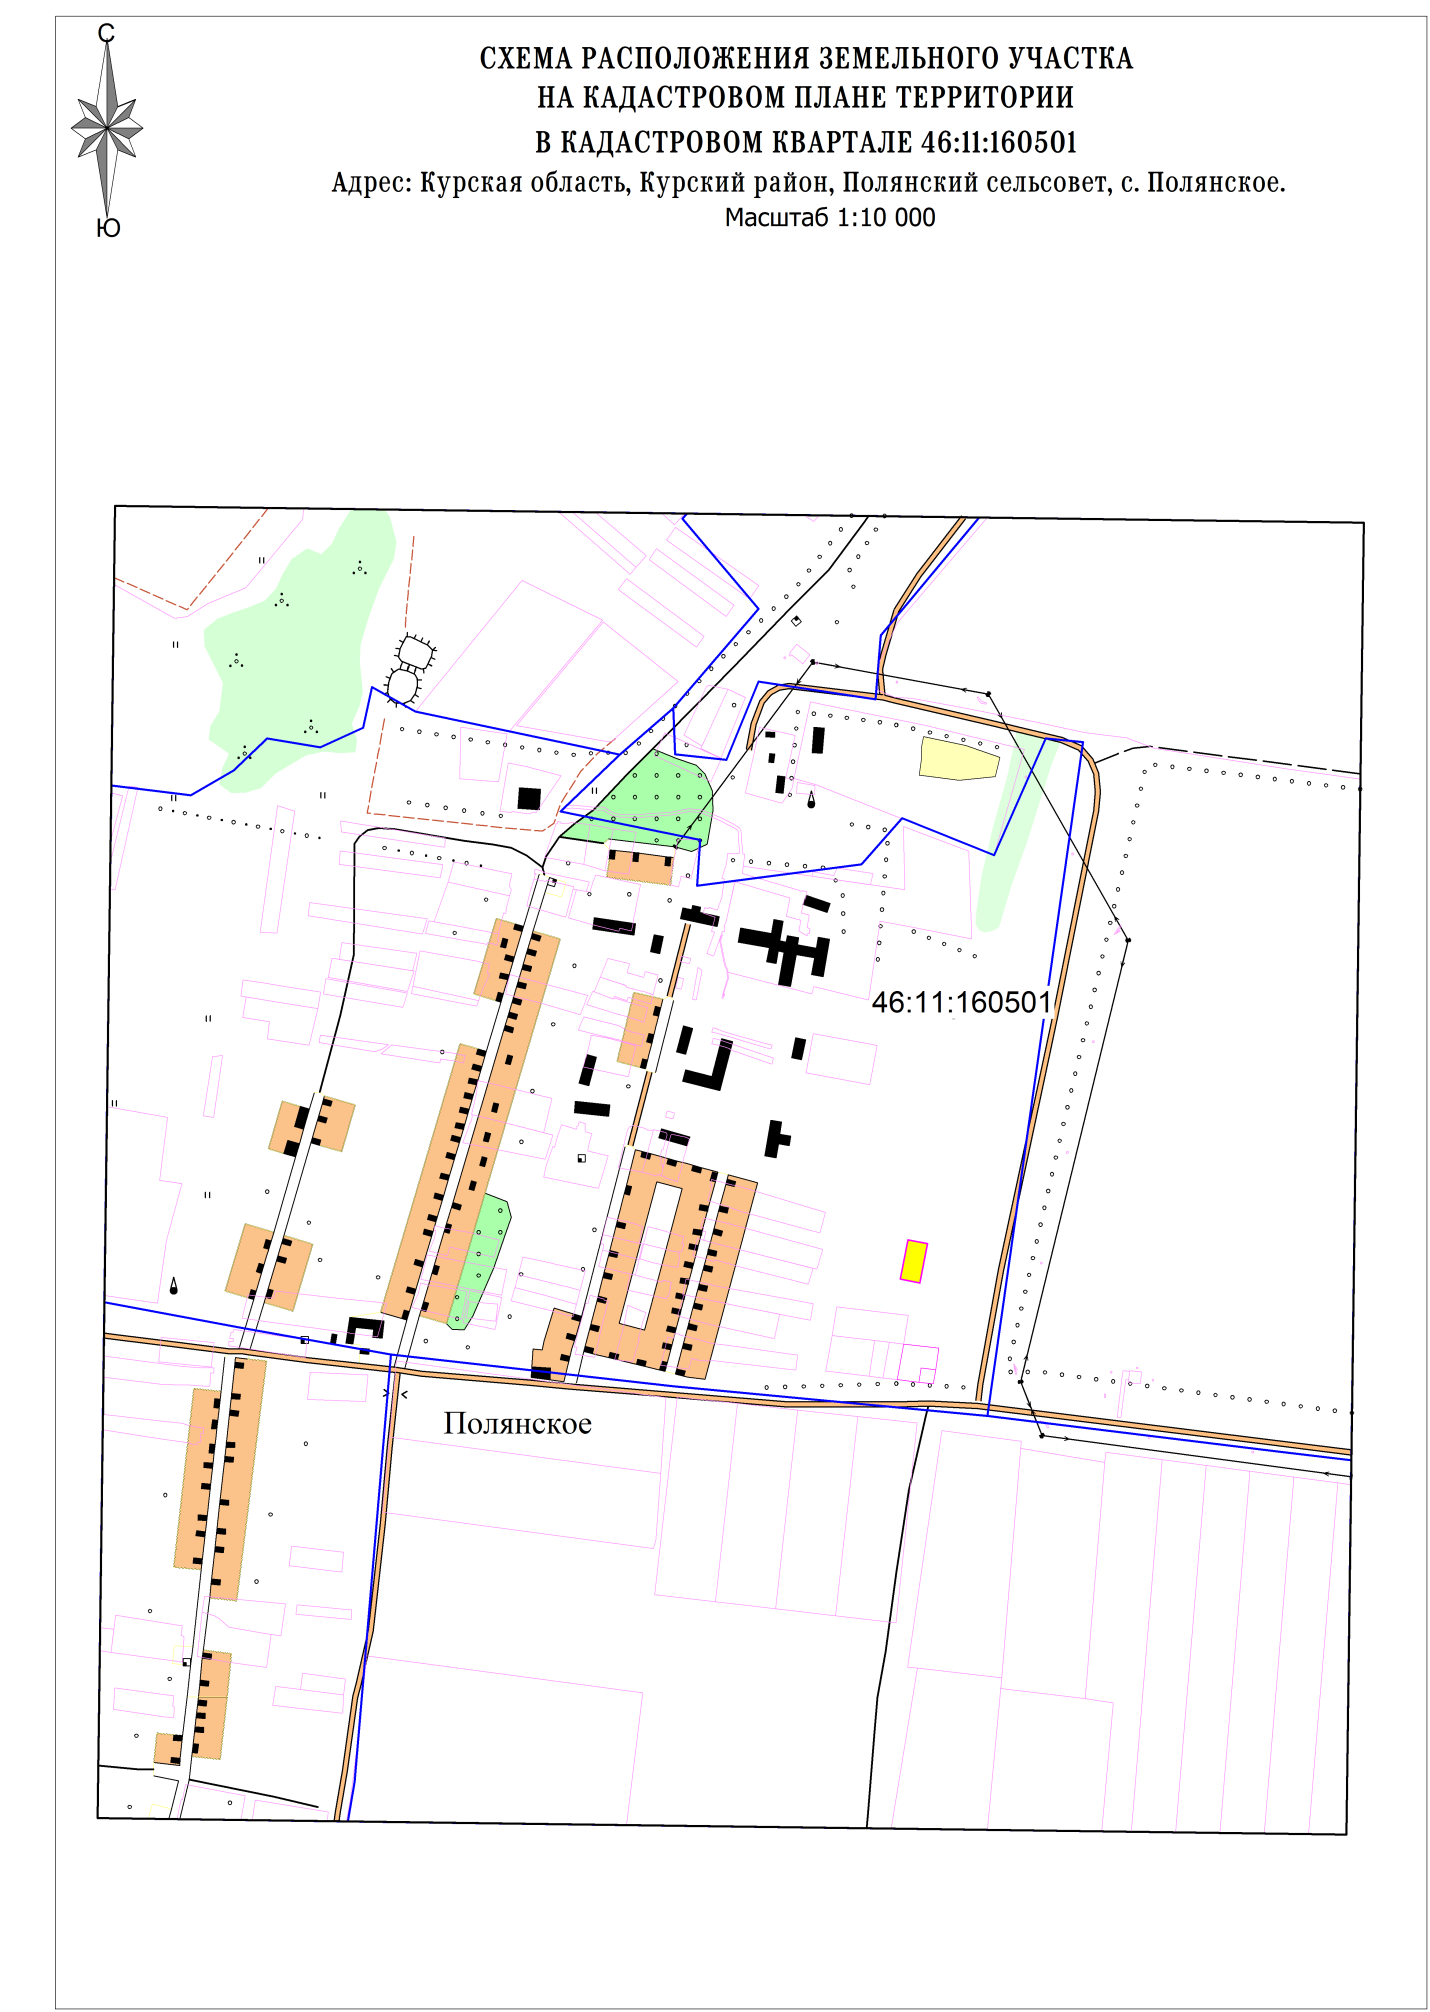 С
Ю
СХЕМА РАСПОЛОЖЕНИЯ ЗЕМЕЛЬНОГО УЧАСТКА
НА КАДАСТРОВОМ ПЛАНЕ ТЕРРИТОРИИ
В КАДАСТРОВОМ КВАРТАЛЕ 46:11:160501
Адрес: Курская область, Курский район, Полянский сельсовет, с. Полянское.
Масштаб 1:10 000
46:11:160501
Полянское